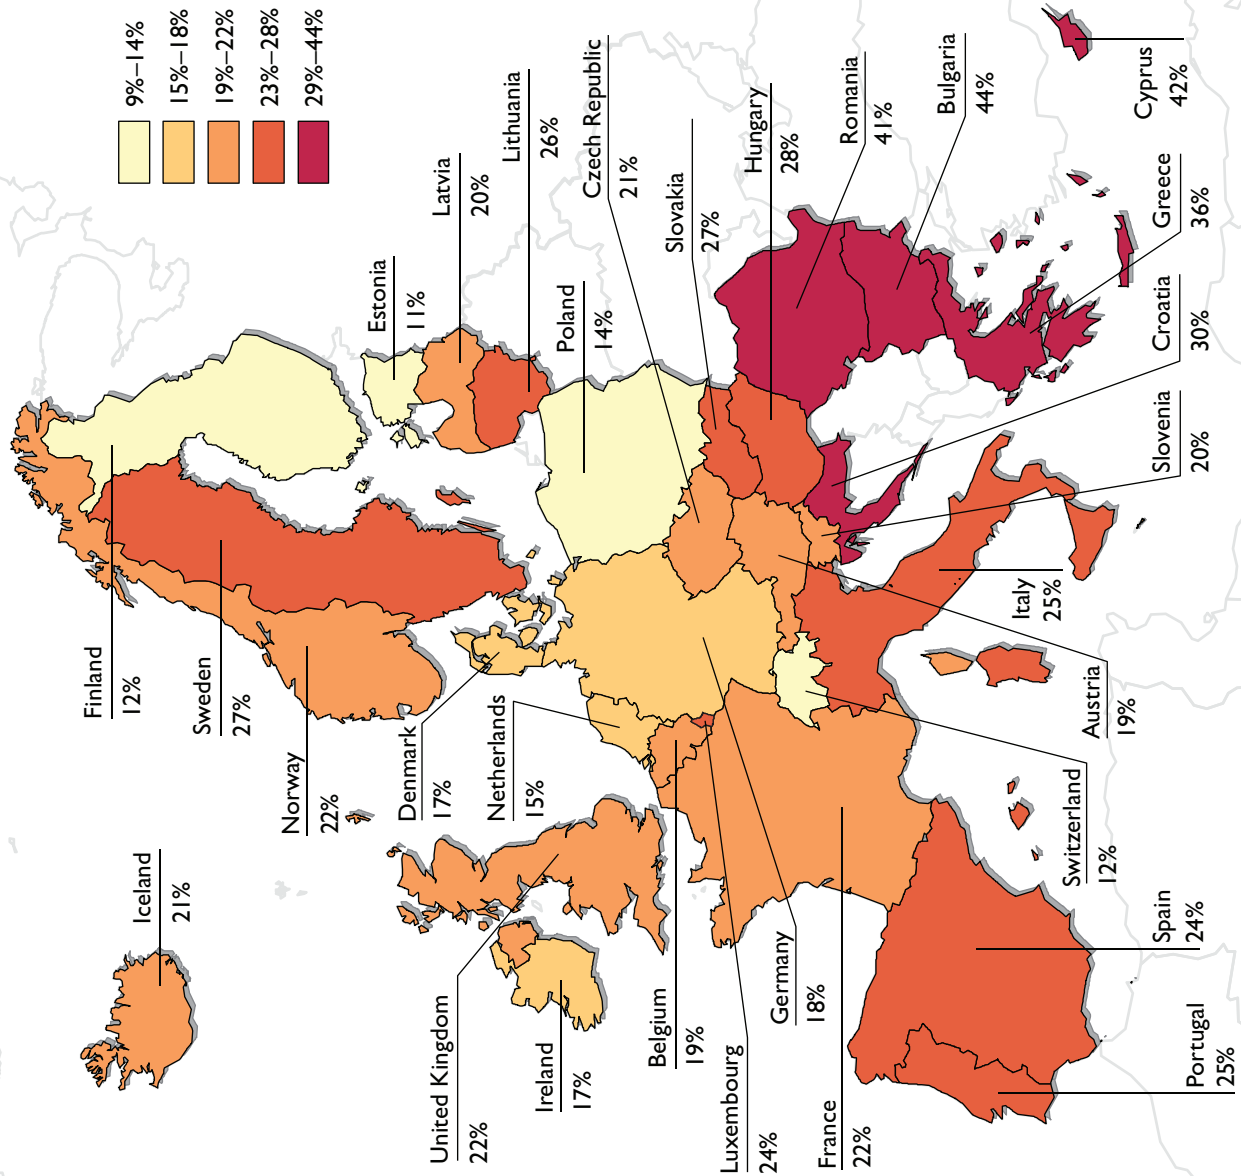 9%–14%
15%–18%
19%–22%
23%–28%
29%–44%
Iceland
21%
Norway
22%
Sweden
27%
Finland
12%
Estonia
11%
Latvia
20%
Lithuania
26%
Denmark
17%
Netherlands
15%
Poland
14%
Czech Republic
21%
Slovakia
27%
Hungary
28%
Romania
41%
Bulgaria
44%
Cyprus
42%
United Kingdom
22%
Ireland
17%
Belgium
19%
Luxembourg
24%
Germany
18%
France
22%
Portugal
25%
Spain
24%
Switzerland
12%
Austria
19%
Italy
25%
Slovenia
20%
Croatia
30%
Greece
36%